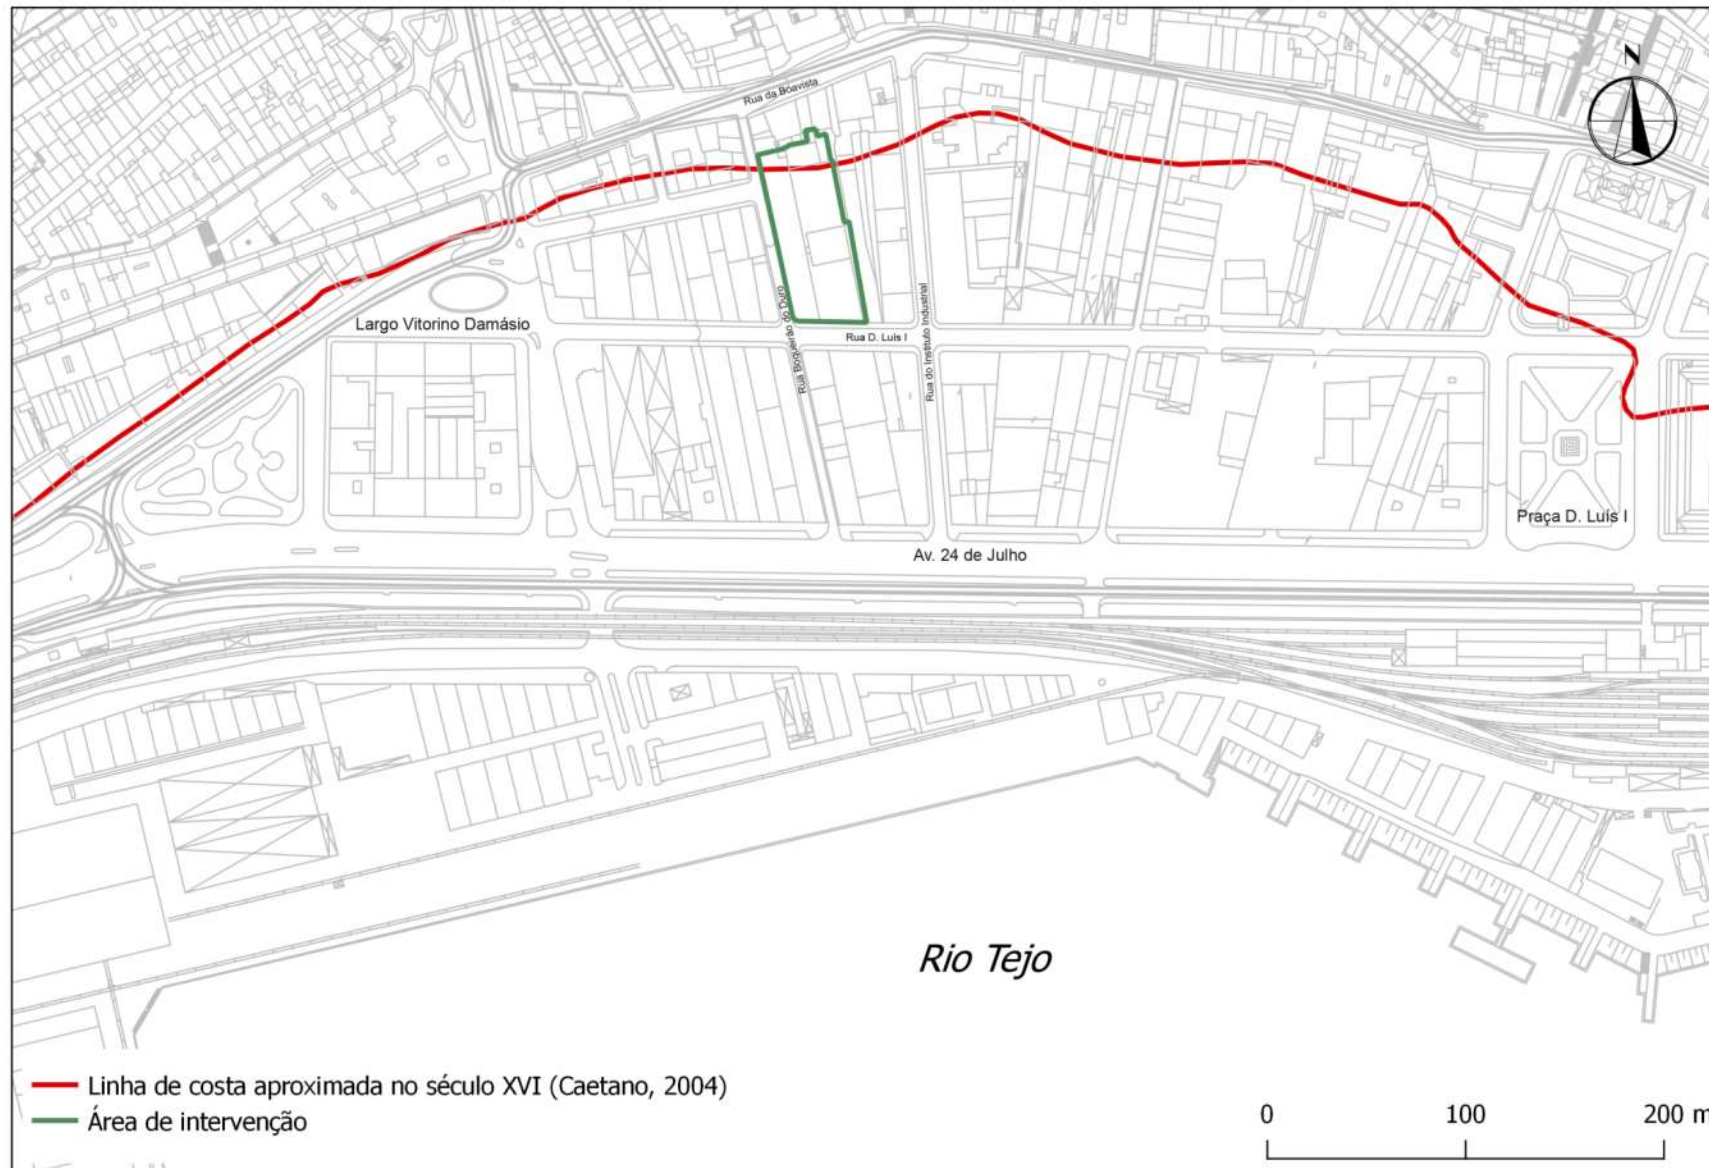 N
Rua da Boavista
Largo Vitorino Damásio
Rua Boqueirão do Duro
Rua D. Luís I
Rua do Instituto Industrial
Praça D. Luís I
Av. 24 de Julho
Rio Tejo
Linha de costa aproximada no século XVI (Caetano, 2004)
Área de intervenção
0 100 200 m